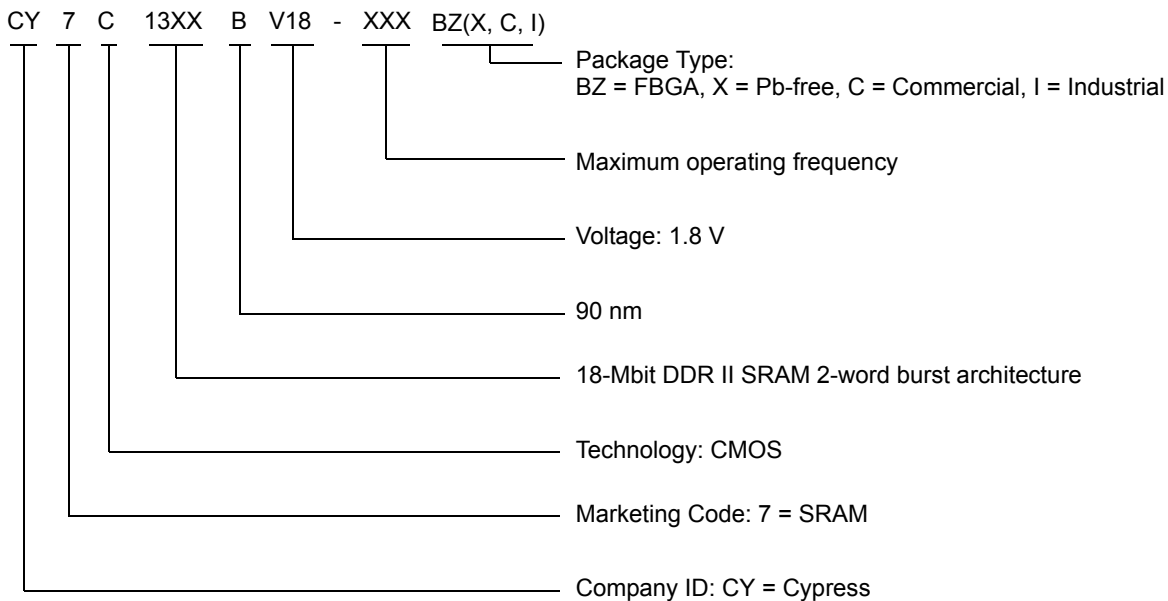 CY 7 C 13XX B V18 - XXX BZ(X, C, I)
Package Type:
BZ = FBGA, X = Pb-free, C = Commercial, I = Industrial
Maximum operating frequency
Voltage: 1.8 V
90 nm
18-Mbit DDR II SRAM 2-word burst architecture
Technology: CMOS
Marketing Code: 7 = SRAM
Company ID: CY = Cypress